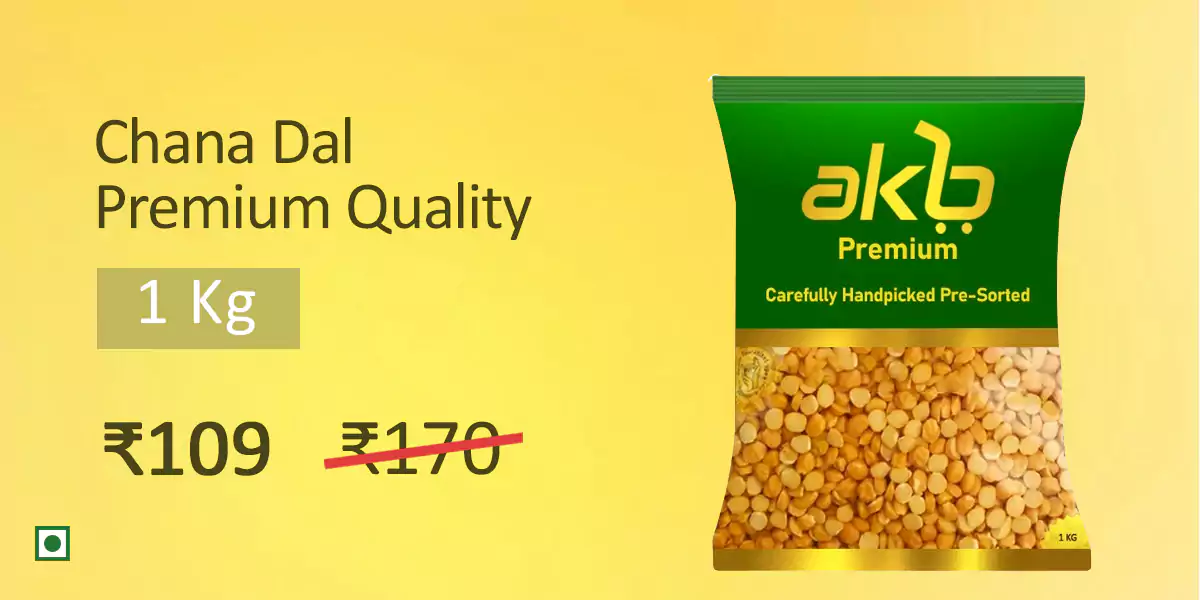 Chana Dal
Premium Quality
1 Kg
₹109 ₹170
akb
Premium
Carefully Handpicked Pre-Sorted
1 KG